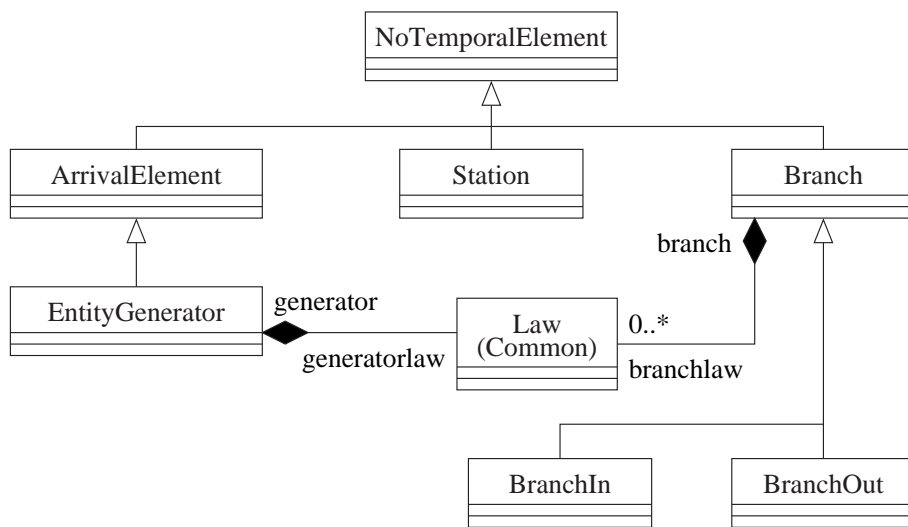 NoTemporalElement
ArrivalElement
Station
Branch
branch
EntityGenerator
generator
generatorlaw
Law
(Common)
0..*
branchlaw
BranchIn
BranchOut